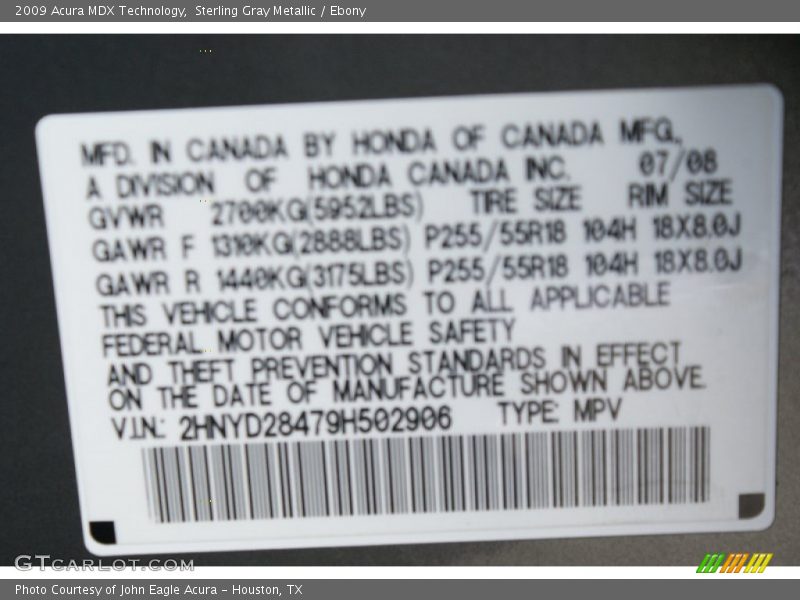 2009 Acura MDX Technology, Sterling Gray Metallic / Ebony
MFD. IN CANADA BY HONDA OF CANADA MFG.,
A DIVISION OF HONDA CANADA INC. 07/08
GVWR 2700KG(5952LBS) TIRE SIZE RIM SIZE
GAWR F 1310KG(2888LBS) P255/55R18 104H 18X8.0J
GAWR R 1440KG(3175LBS) P255/55R18 104H 18X8.0J
THIS VEHICLE CONFORMS TO ALL APPLICABLE
FEDERAL MOTOR VEHICLE SAFETY
AND THEFT PREVENTION STANDARDS IN EFFECT
ON THE DATE OF MANUFACTURE SHOWN ABOVE.
V.I.N.: 2HNYD28479H502906 TYPE: MPV
GTCARLOT.COM
Photo Courtesy of John Eagle Acura - Houston, TX